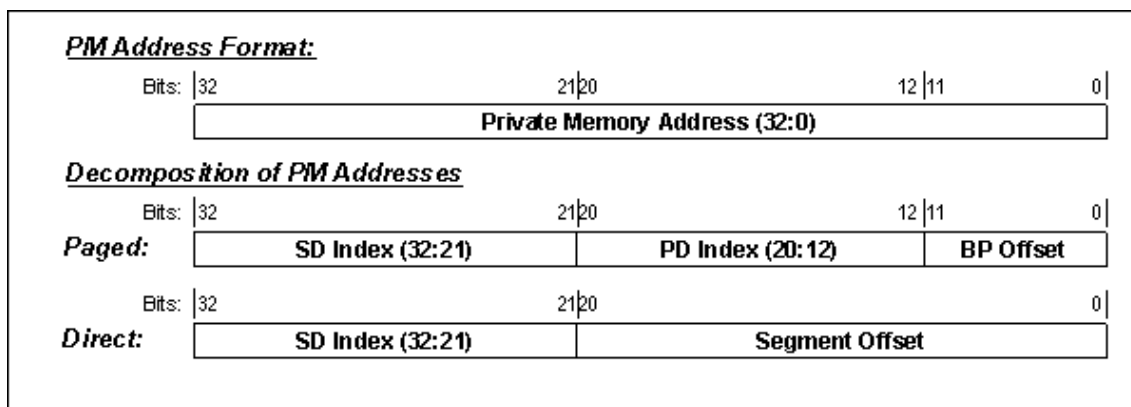 PM Address Format:
Bits: 32 21 20 12 11 0
Private Memory Address (32:0)
Decomposition of PM Addresses
Bits: 32 21 20 12 11 0
Paged: SD Index (32:21) PD Index (20:12) BP Offset
Bits: 32 21 20 0
Direct: SD Index (32:21) Segment Offset